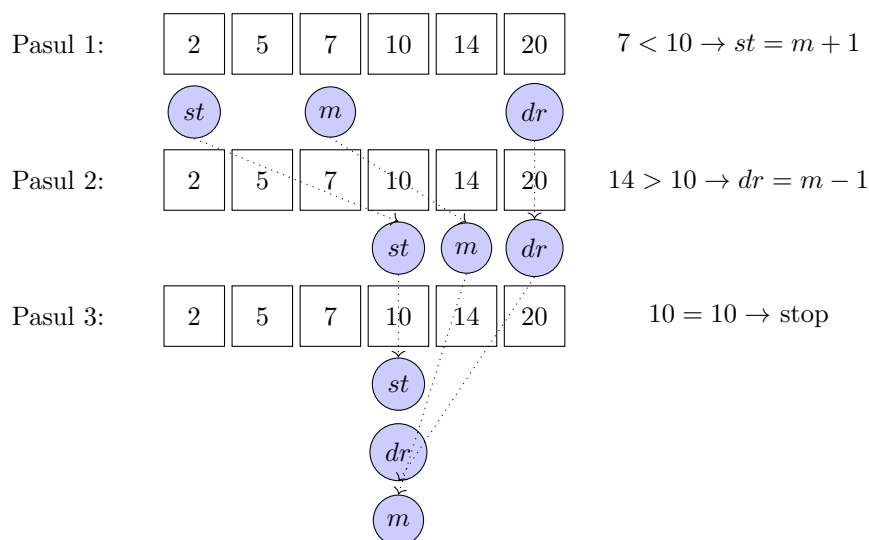 Pasul 1: 2 5 7 10 14 20 7 < 10 → st = m + 1
st m dr
Pasul 2: 2 5 7 10 14 20 14 > 10 → dr = m − 1
st m dr
Pasul 3: 2 5 7 10 14 20 10 = 10 → stop
st
dr
m